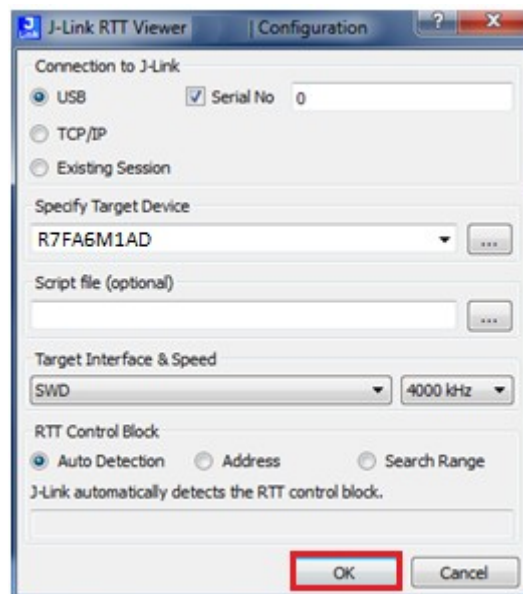 J-Link RTT Viewer | Configuration
Connection to J-Link
USB Serial No 0
TCP/IP
Existing Session
Specify Target Device
R7FA6M1AD ...
Script file (optional)
...
Target Interface & Speed
SWD 4000 kHz
RTT Control Block
Auto Detection Address Search Range
J-Link automatically detects the RTT control block.
OK Cancel